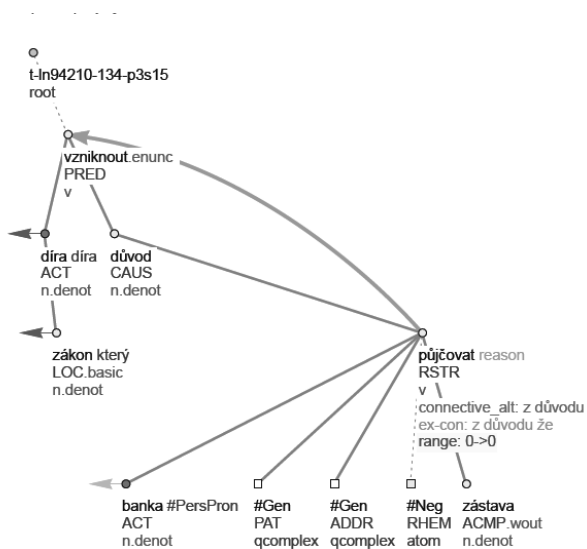 t-ln94210-134-p3s15
root
vzniknout.enunc
PRED
v
díra díra
ACT
n.denot
důvod
CAUS
n.denot
zákon který
LOC.basic
n.denot
půjčovat reason
RSTR
v
connective_alt: z důvodu
ex-con: z důvodu že
range: 0->0
banka #PersPron
ACT
n.denot
#Gen
PAT
qcomplex
#Gen
ADDR
qcomplex
#Neg
RHEM
atom
zástava
ACMP.wout
n.denot